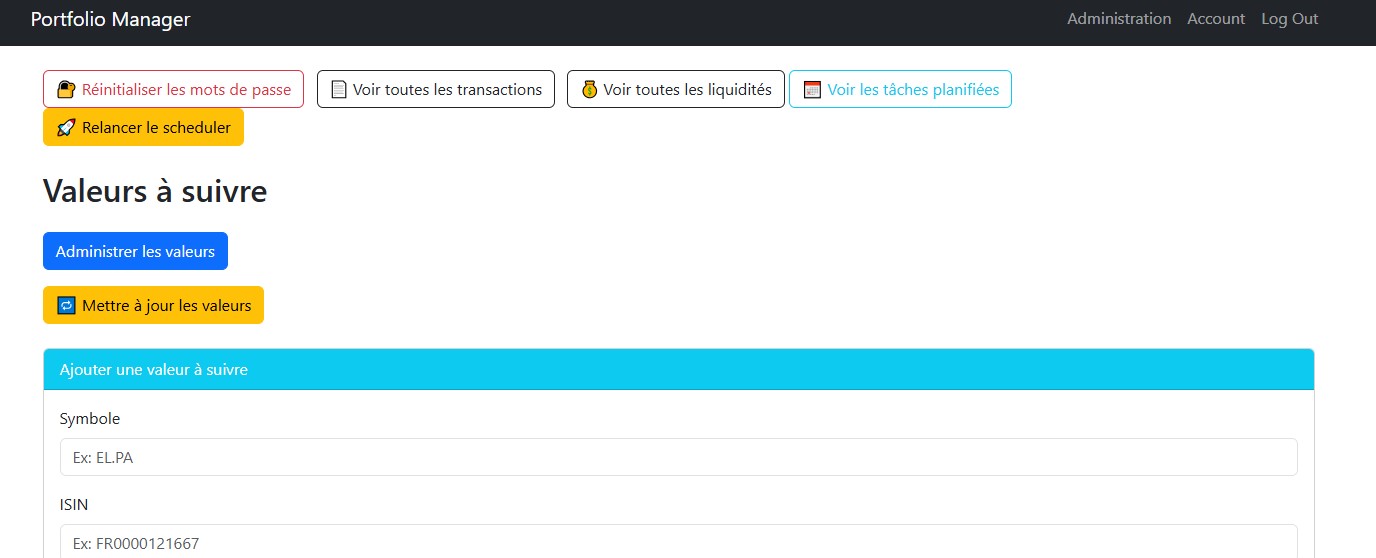 Portfolio Manager Administration Account Log Out
Réinitialiser les mots de passe Voir toutes les transactions Voir toutes les liquidités Voir les tâches planifiées
Relancer le scheduler
Valeurs à suivre
Administrer les valeurs
Mettre à jour les valeurs
Ajouter une valeur à suivre
Symbole
Ex: EL.PA
ISIN
Ex: FR0000121667